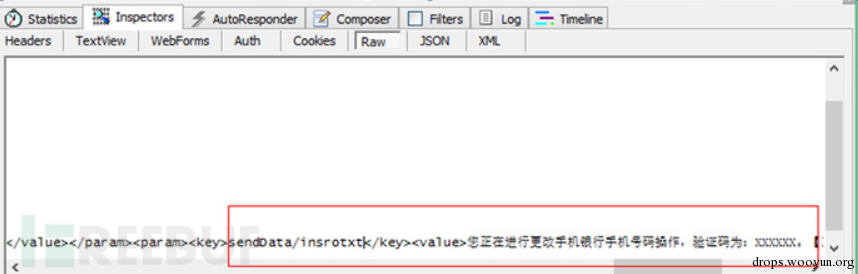 Statistics Inspectors AutoResponder Composer Filters Log Timeline
Headers TextView WebForms Auth Cookies Raw JSON XML
REEBUF
</value></param><param><key>sendData/insrotxt</key><value>您正在进行更改手机银行手机号码操作，验证码为：XXXXXX。【
drops.wooyun.org